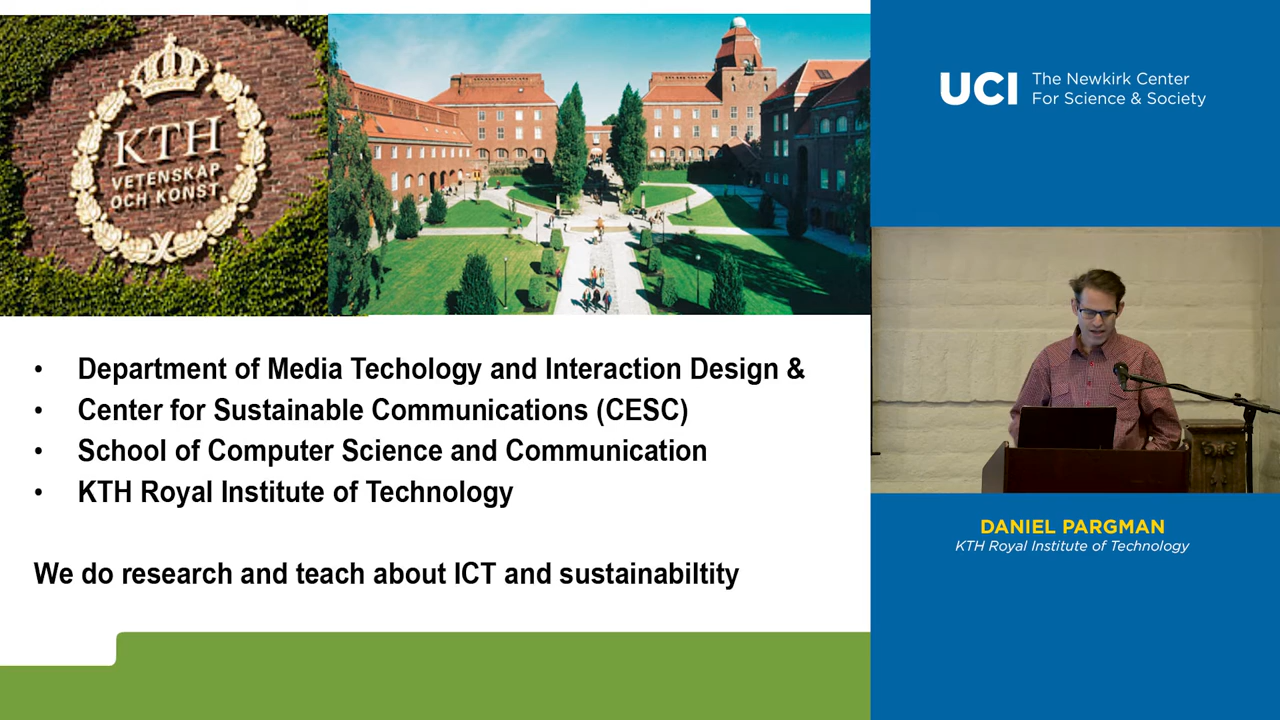 KTH
VETENSKAP
OCH KONST
• Department of Media Techology and Interaction Design &
• Center for Sustainable Communications (CESC)
• School of Computer Science and Communication
• KTH Royal Institute of Technology
We do research and teach about ICT and sustainabiltity
UCI The Newkirk Center
For Science & Society
DANIEL PARGMAN
KTH Royal Institute of Technology